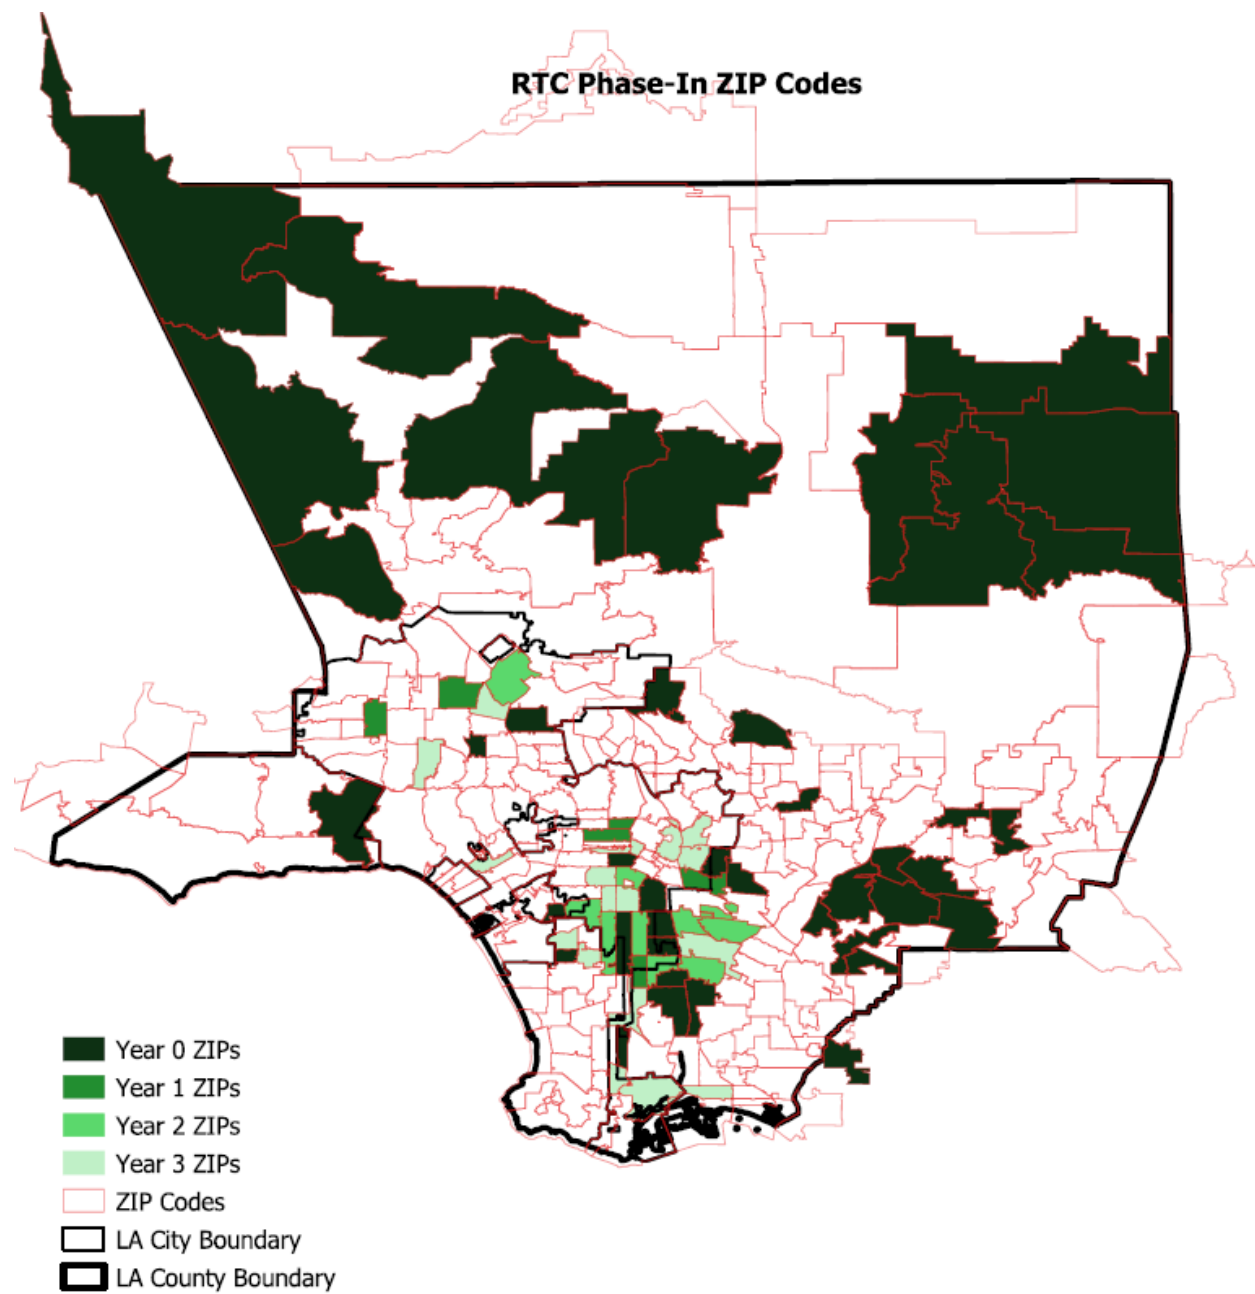 RTC Phase-In ZIP Codes
Year 0 ZIPs
Year 1 ZIPs
Year 2 ZIPs
Year 3 ZIPs
ZIP Codes
LA City Boundary
LA County Boundary